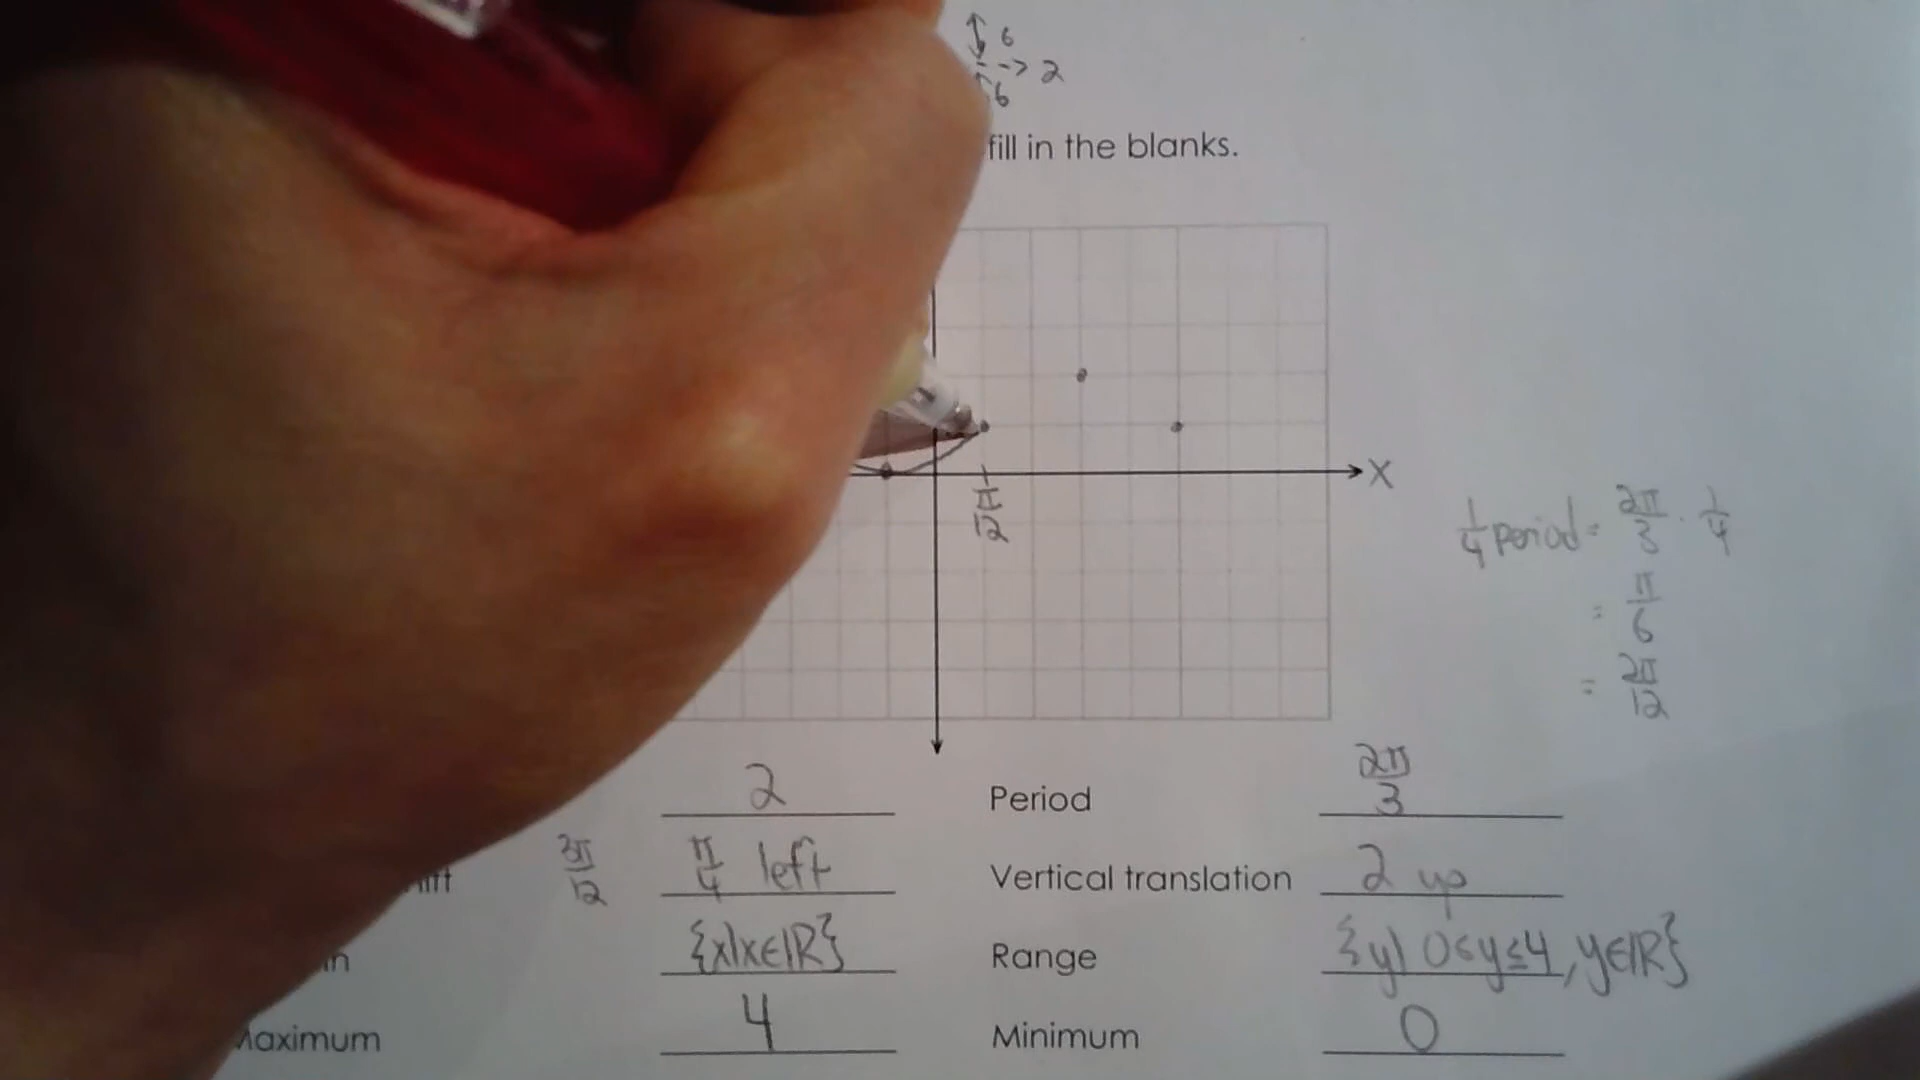 6
--> 2
6
fill in the blanks.
X
π/12
1/4 period = 2π/3 · 1/4
= π/6
= 2π/12
2 Period 2π/3
3π/12 π/4 left Vertical translation 2 up
{x|x∈ℝ} Range {y| 0≤y≤4, y∈ℝ}
Maximum 4 Minimum 0